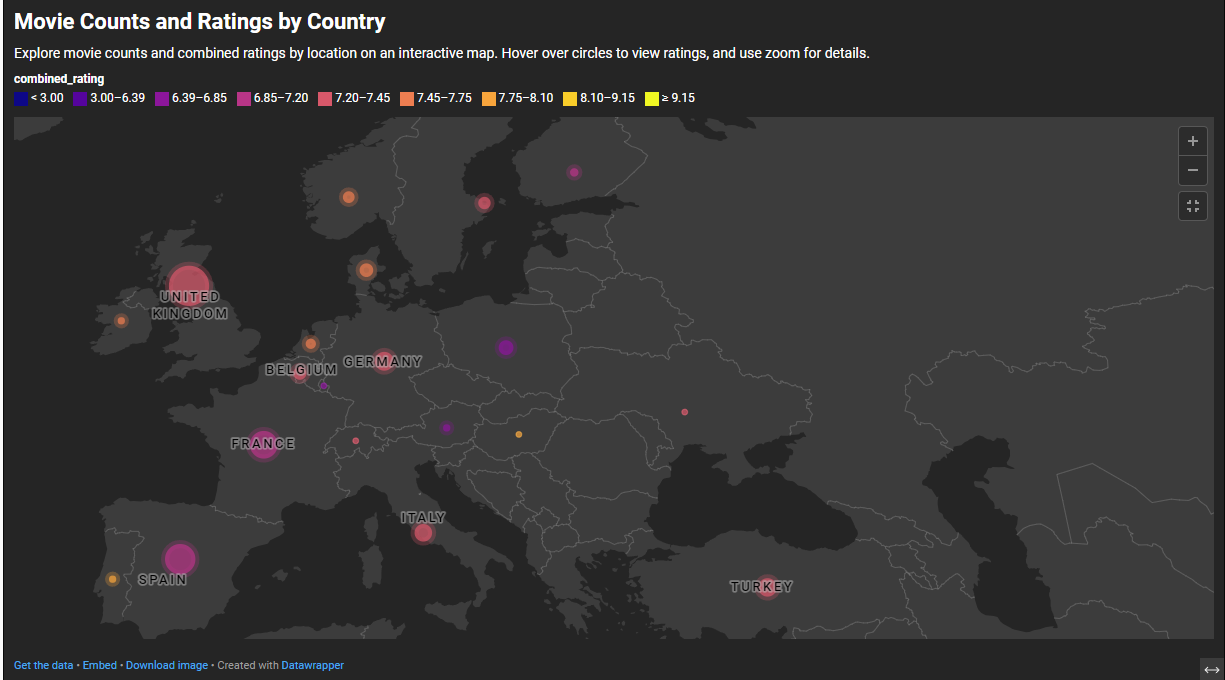 Movie Counts and Ratings by Country
Explore movie counts and combined ratings by location on an interactive map. Hover over circles to view ratings, and use zoom for details.
combined_rating
< 3.00 3.00–6.39 6.39–6.85 6.85–7.20 7.20–7.45 7.45–7.75 7.75–8.10 8.10–9.15 ≥ 9.15
UNITED
KINGDOM
GERMANY
BELGIUM
FRANCE
ITALY
SPAIN
TURKEY
Get the data • Embed • Download image • Created with Datawrapper